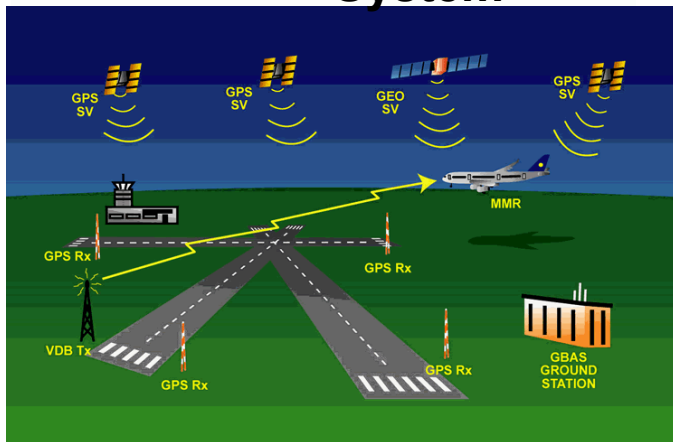 System
GPS
SV
GPS
SV
GEO
SV
GPS
SV
MMR
GPS Rx
GPS Rx
VDB Tx
GPS Rx
GPS Rx
GBAS
GROUND
STATION